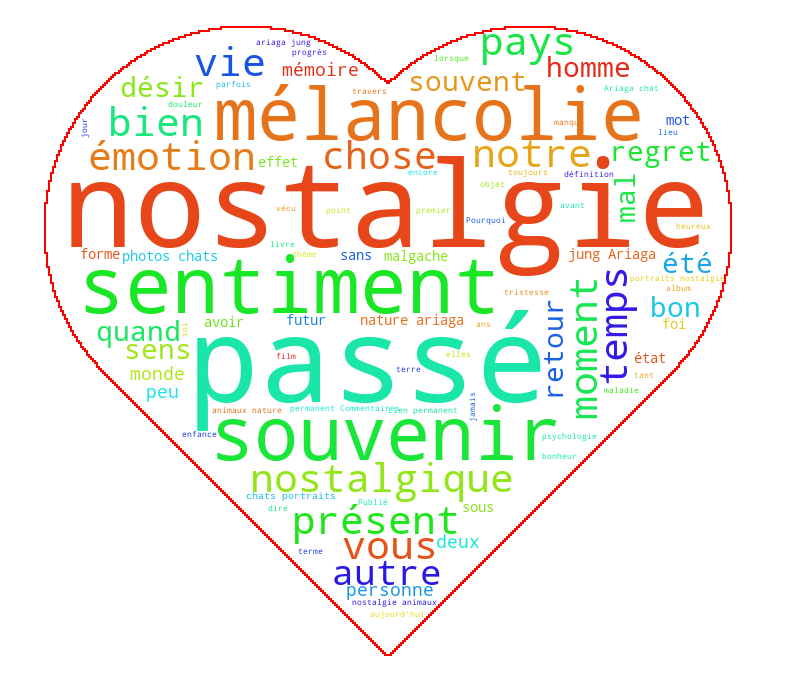 ariaga jung
progrès
pays
vie
lorsque
mémoire
homme
parfois
souvent
désir
travers
Ariaga chat
douleur
mélancolie
bien
manqu
mot
jour
lieu
émotion
chose
notre
regret
effet
encore
toujours
définition
mal
nostalgie
objet
vécu
point
premier
avant
Pourquoi
heureux
livre
forme
photos chats
thème
sans
malgache
jung Ariaga
été
sentiment
portraits nostalgie
album
tristesse
temps
moment
retour
bon
quand
soi
avoir
futur
nature ariaga
ans
foi
passé
sens
film
elles
état
monde
terre
tant
peu
maladie
animaux nature
permanent Commentaires
Lien permanent
jamais
souvenir
enfance
psychologie
bonheur
nostalgique
chats portraits
Publié
dire
sous
présent
vous
deux
terme
autre
personne
nostalgie animaux
aujourd'hui